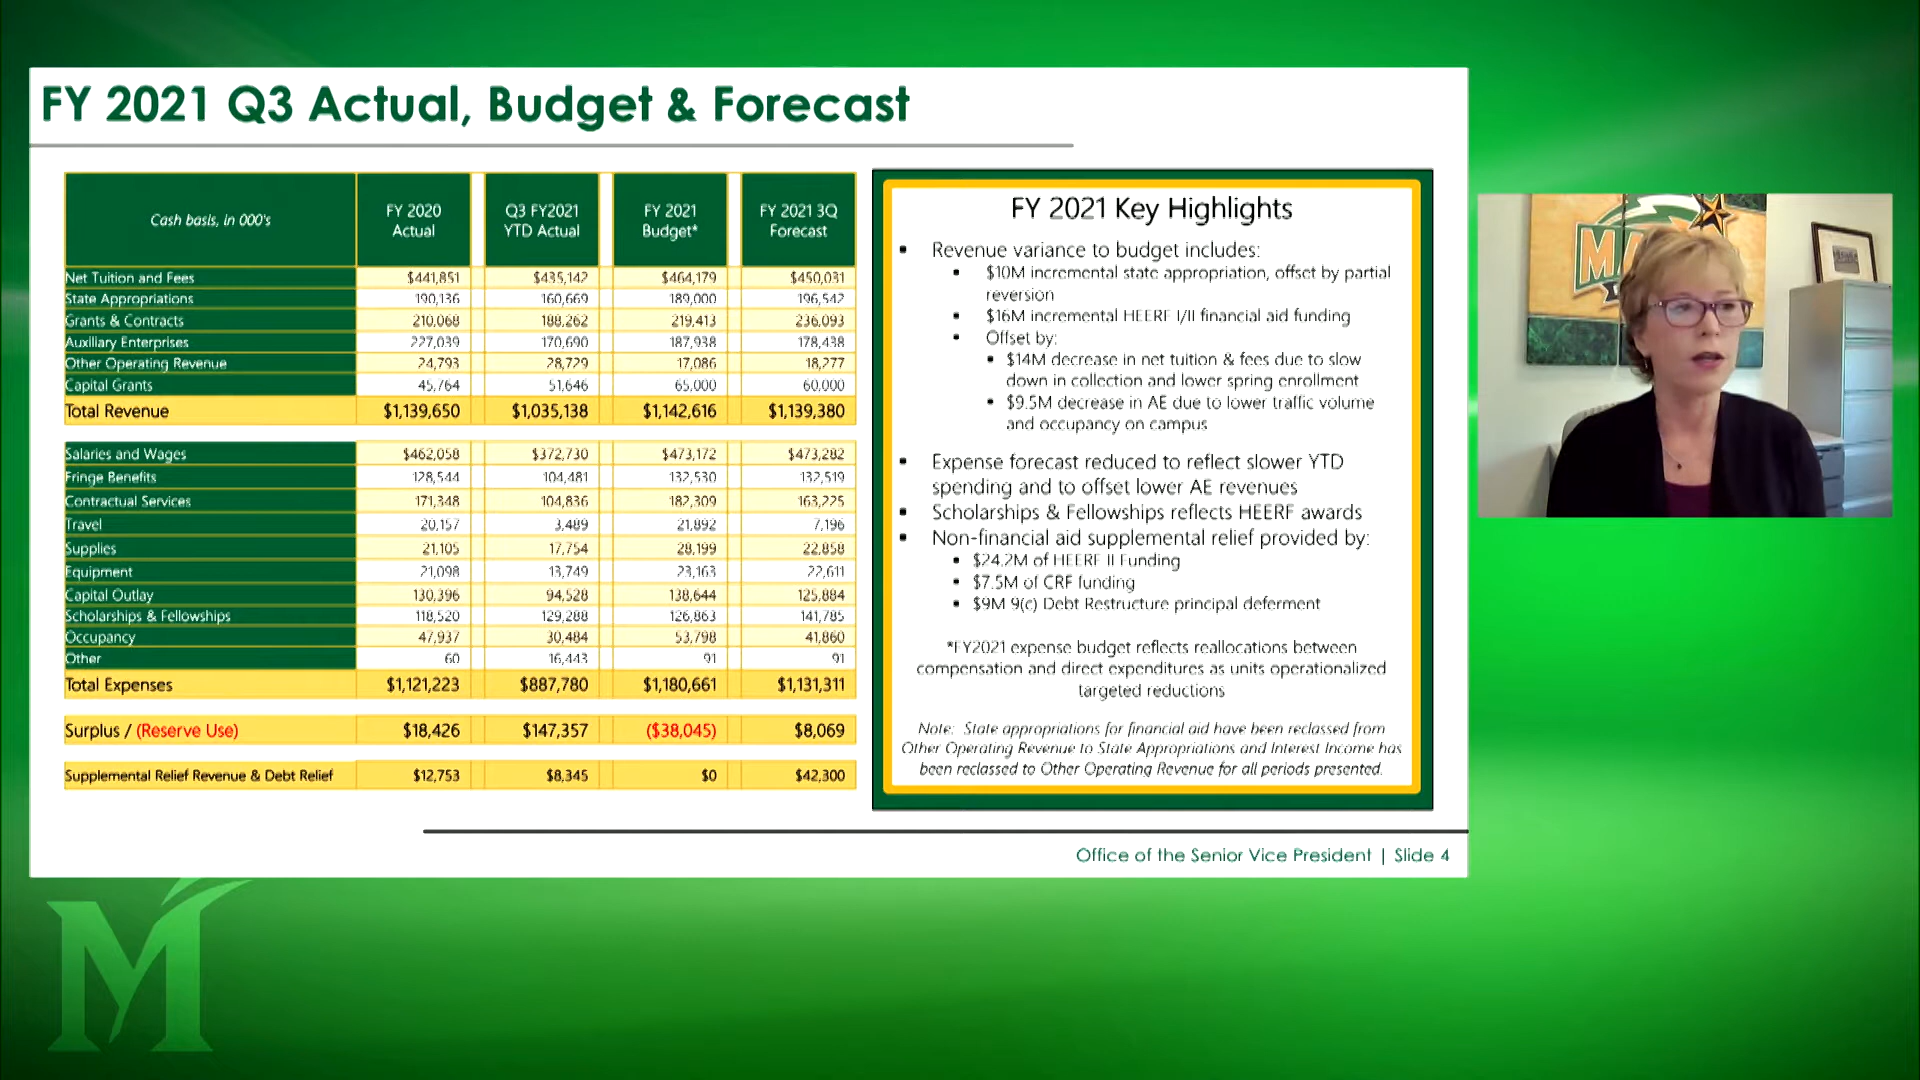 FY 2021 Q3 Actual, Budget & Forecast
Cash basis, in 000's | FY 2020 Actual | Q3 FY2021 YTD Actual | FY 2021 Budget* | FY 2021 3Q Forecast
Net Tuition and Fees $441,851 $435,142 $464,179 $450,031
State Appropriations 190,136 160,669 189,000 196,542
Grants & Contracts 210,068 188,262 219,413 236,093
Auxiliary Enterprises 227,039 170,690 187,938 178,438
Other Operating Revenue 24,793 28,729 17,086 18,277
Capital Grants 45,764 51,646 65,000 60,000
Total Revenue $1,139,650 $1,035,138 $1,142,616 $1,139,380
Salaries and Wages $462,058 $372,730 $473,172 $473,282
Fringe Benefits 128,544 104,481 132,530 132,519
Contractual Services 171,348 104,836 182,309 163,225
Travel 20,157 3,489 21,892 7,196
Supplies 21,105 17,754 28,199 22,858
Equipment 21,098 13,749 23,163 22,611
Capital Outlay 130,396 94,528 138,644 125,884
Scholarships & Fellowships 118,520 129,288 126,863 141,785
Occupancy 47,937 30,484 53,798 41,860
Other 60 16,443 91 91
Total Expenses $1,121,223 $887,780 $1,180,661 $1,131,311
Surplus / (Reserve Use) $18,426 $147,357 ($38,045) $8,069
Supplemental Relief Revenue & Debt Relief $12,753 $8,345 $0 $42,300
FY 2021 Key Highlights
▪ Revenue variance to budget includes:
▪ $10M incremental state appropriation, offset by partial
reversion
▪ $16M incremental HEERF I/II financial aid funding
▪ Offset by:
▪ $14M decrease in net tuition & fees due to slow
down in collection and lower spring enrollment
▪ $9.5M decrease in AE due to lower traffic volume
and occupancy on campus
▪ Expense forecast reduced to reflect slower YTD
spending and to offset lower AE revenues
▪ Scholarships & Fellowships reflects HEERF awards
▪ Non-financial aid supplemental relief provided by:
▪ $24.2M of HEERF II Funding
▪ $7.5M of CRF funding
▪ $9M 9(c) Debt Restructure principal deferment
*FY2021 expense budget reflects reallocations between
compensation and direct expenditures as units operationalized
targeted reductions
Note: State appropriations for financial aid have been reclassed from
Other Operating Revenue to State Appropriations and Interest Income has
been reclassed to Other Operating Revenue for all periods presented.
Office of the Senior Vice President | Slide 4
M